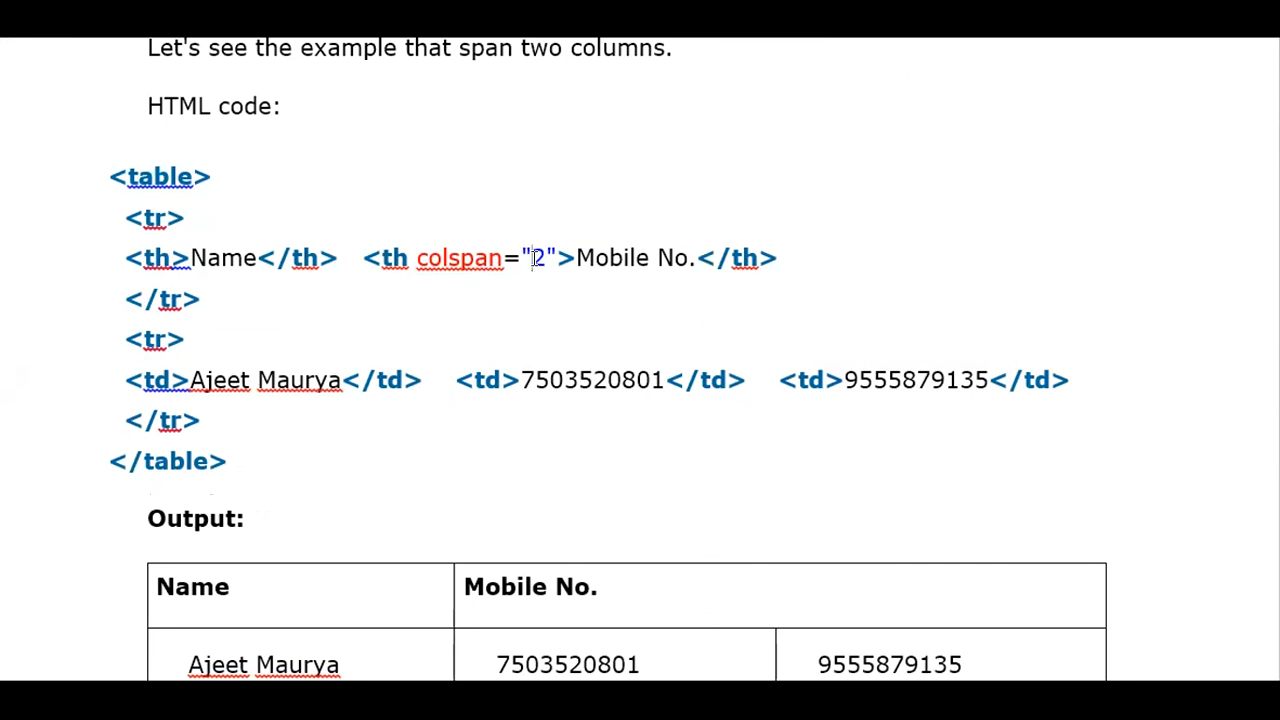 Let's see the example that span two columns.
HTML code:
<table>
<tr>
<th>Name</th> <th colspan="2">Mobile No.</th>
</tr>
<tr>
<td>Ajeet Maurya</td> <td>7503520801</td> <td>9555879135</td>
</tr>
</table>
Output:
Name Mobile No.
Ajeet Maurya 7503520801 9555879135